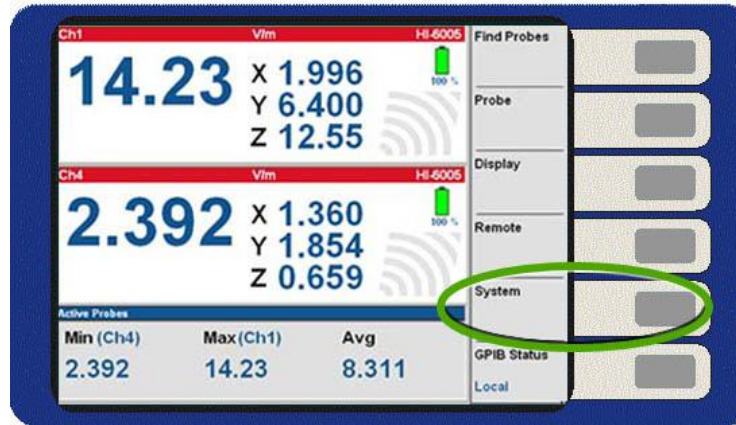 Ch1 V/m HI-6005
14.23
X 1.996
Y 6.400
Z 12.55
100 %
Ch4 V/m HI-6005
2.392
X 1.360
Y 1.854
Z 0.659
100 %
Active Probes
Min (Ch4) Max (Ch1) Avg
2.392 14.23 8.311
Find Probes
Probe
Display
Remote
System
GPIB Status
Local